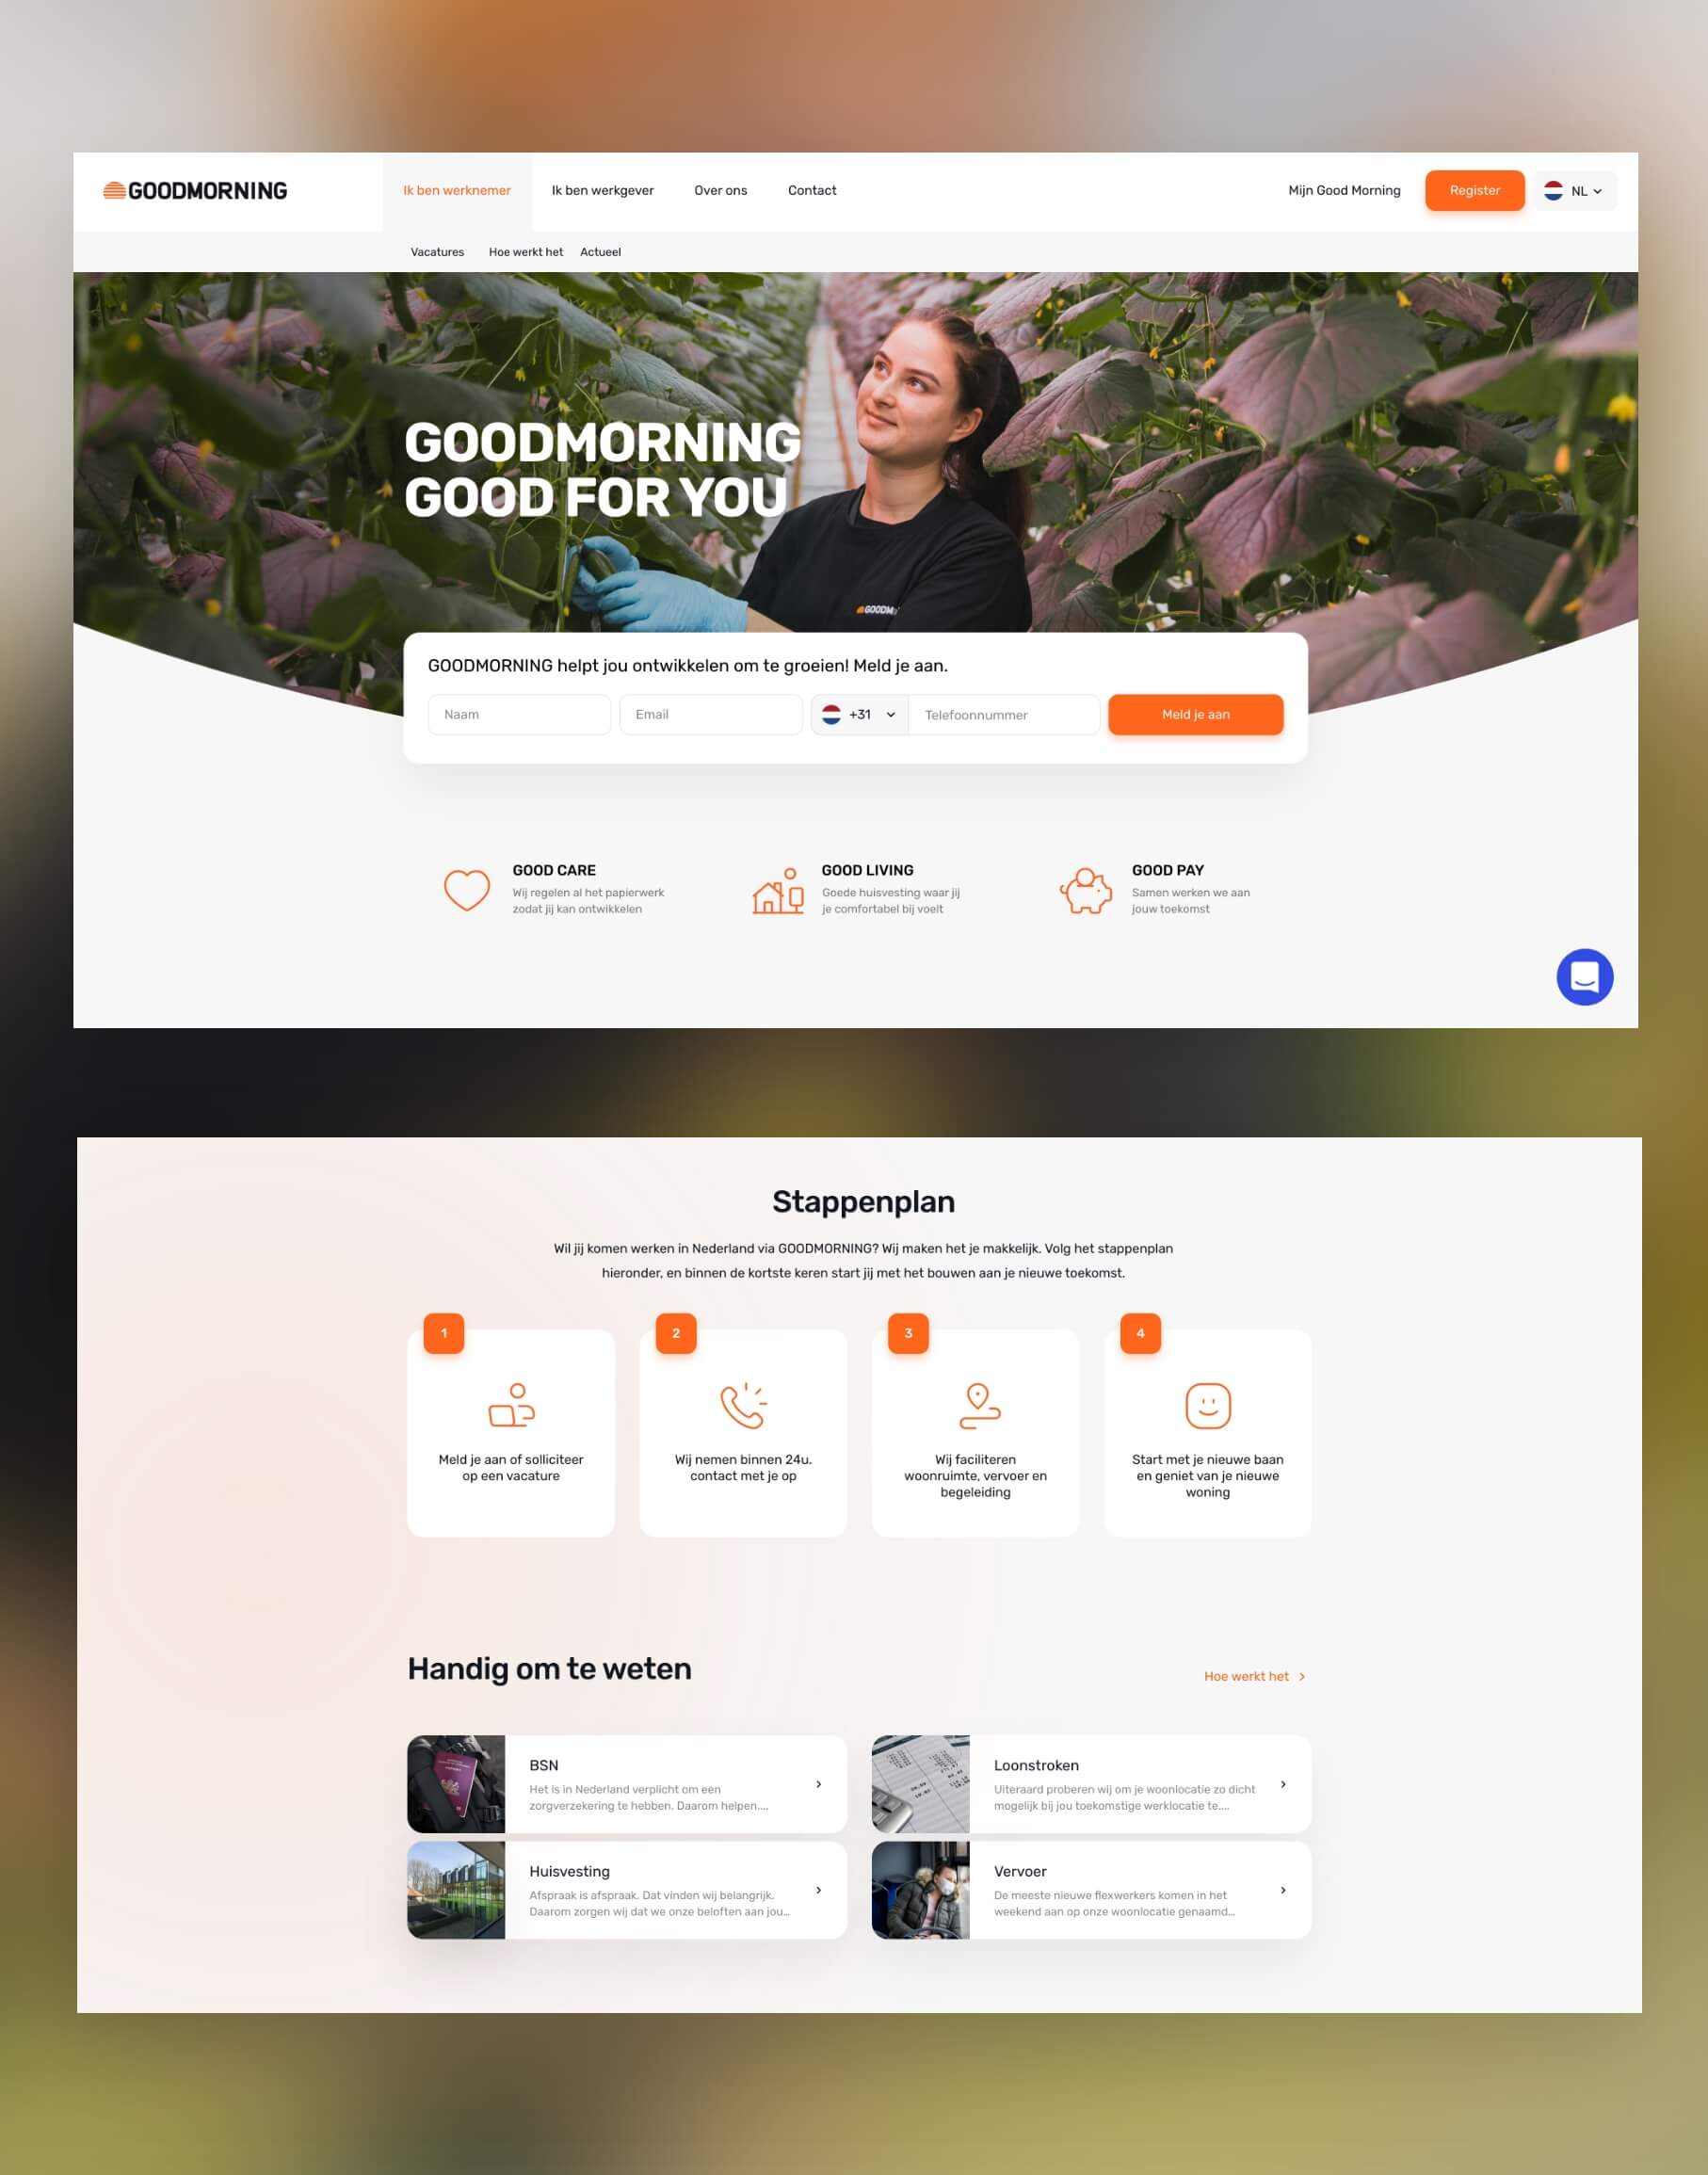 GOODMORNING
Ik ben werknemer
Ik ben werkgever
Over ons
Contact
Mijn Good Morning
Register
NL
Vacatures
Hoe werkt het
Actueel
GOODMORNING
GOOD FOR YOU
GOODM
GOODMORNING helpt jou ontwikkelen om te groeien! Meld je aan.
Naam
Email
+31
Telefoonnummer
Meld je aan
GOOD CARE
Wij regelen al het papierwerk
zodat jij kan ontwikkelen
GOOD LIVING
Goede huisvesting waar jij
je comfortabel bij voelt
GOOD PAY
Samen werken we aan
jouw toekomst
Stappenplan
Wil jij komen werken in Nederland via GOODMORNING? Wij maken het je makkelijk. Volg het stappenplan
hieronder, en binnen de kortste keren start jij met het bouwen aan je nieuwe toekomst.
1
Meld je aan of solliciteer
op een vacature
2
Wij nemen binnen 24u.
contact met je op
3
Wij faciliteren
woonruimte, vervoer en
begeleiding
4
Start met je nieuwe baan
en geniet van je nieuwe
woning
Handig om te weten
Hoe werkt het
BSN
Het is in Nederland verplicht om een
zorgverzekering te hebben. Daarom helpen....
Loonstroken
Uiteraard proberen wij om je woonlocatie zo dicht
mogelijk bij jou toekomstige werklocatie te....
Huisvesting
Afspraak is afspraak. Dat vinden wij belangrijk.
Daarom zorgen wij dat we onze beloften aan jou...
Vervoer
De meeste nieuwe flexwerkers komen in het
weekend aan op onze woonlocatie genaamd...